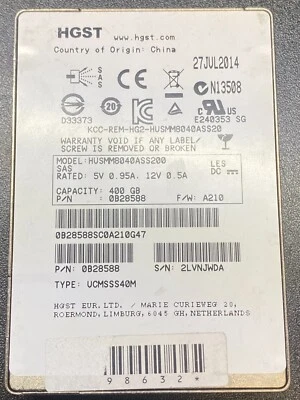 HGST www.hgst.com
Country of Origin: China
27JUL2014
SAS
N13508
D33373
20
E240353 SG
KCC-REM-HG2-HUSMM8040ASS20
WARRANTY VOID IF ANY LABEL/
SCREW IS REMOVED OR BROKEN
MODEL:HUSMM8040ASS200 LES
SAS DC
RATED: 5V 0.95A, 12V 0.5A
CAPACITY: 400 GB
P/N : 0B28588 F/W: A210
0B28588SC0A210G47
P/N: 0B28588 S/N: 2LVNJWDA
TYPE: UCMSSS40M
HGST EUR.LTD. / MARIE CURIEVEG 20,
ROERMOND, LIMBURG, 6045 GH, NETHERLANDS
98632*